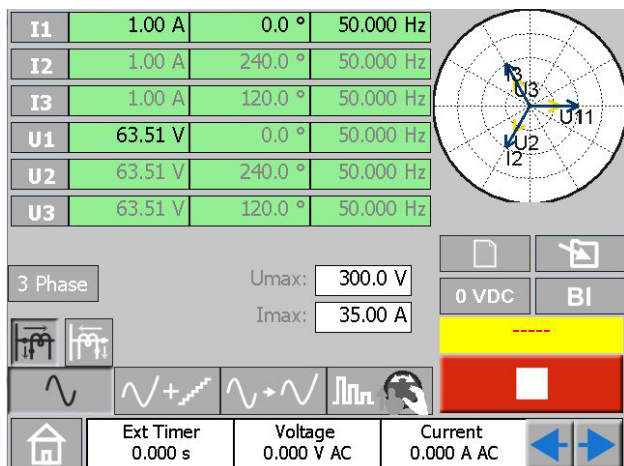 I1 1.00 A 0.0 ° 50.000 Hz
I2 1.00 A 240.0 ° 50.000 Hz
I3 1.00 A 120.0 ° 50.000 Hz
U1 63.51 V 0.0 ° 50.000 Hz
U2 63.51 V 240.0 ° 50.000 Hz
U3 63.51 V 120.0 ° 50.000 Hz
I3
U3
U11
U2
I2
3 Phase
Umax: 300.0 V
Imax: 35.00 A
0 VDC BI
-----
Ext Timer
0.000 s
Voltage
0.000 V AC
Current
0.000 A AC